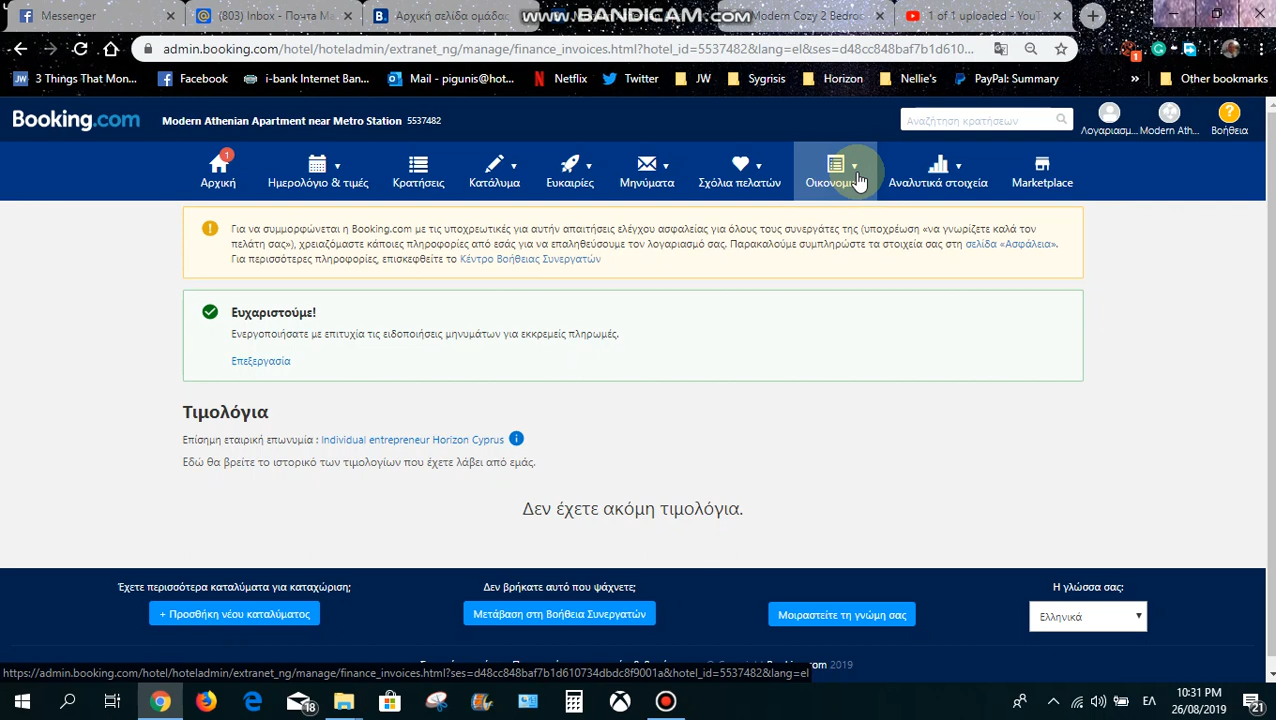 Messenger
(803) Inbox - Почта Ma
Αρχική σελίδα ομάδας
www.BANDICAM.com
Modern Cozy 2 Bedro
1 of 1 uploaded - YouT
admin.booking.com/hotel/hoteladmin/extranet_ng/manage/finance_invoices.html?hotel_id=5537482&lang=el&ses=d48cc848baf7b1d610...
3 Things That Mon...
Facebook
i-bank Internet Ban...
Mail - pigunis@hot...
Netflix
Twitter
JW
Sygrisis
Horizon
Nellie's
PayPal: Summary
»
Other bookmarks
Booking.com
Modern Athenian Apartment near Metro Station 5537482
Αναζήτηση κρατήσεων
Λογαριασμ...
Modern Ath...
Βοήθεια
1
Αρχική
Ημερολόγιο & τιμές
Κρατήσεις
Κατάλυμα
Ευκαιρίες
Μηνύματα
Σχόλια πελατών
Οικονομι
Αναλυτικά στοιχεία
Marketplace
Για να συμμορφώνεται η Booking.com με τις υποχρεωτικές για αυτήν απαιτήσεις ελέγχου ασφαλείας για όλους τους συνεργάτες της (υποχρέωση «να γνωρίζετε καλά τον
πελάτη σας»), χρειαζόμαστε κάποιες πληροφορίες από εσάς για να επαληθεύσουμε τον λογαριασμό σας. Παρακαλούμε συμπληρώστε τα στοιχεία σας στη σελίδα «Ασφάλεια».
Για περισσότερες πληροφορίες, επισκεφθείτε το Κέντρο Βοήθειας Συνεργατών
Ευχαριστούμε!
Ενεργοποιήσατε με επιτυχία τις ειδοποιήσεις μηνυμάτων για εκκρεμείς πληρωμές.
Επεξεργασία
Τιμολόγια
Επίσημη εταιρική επωνυμία : Individual entrepreneur Horizon Cyprus
Εδώ θα βρείτε το ιστορικό των τιμολογίων που έχετε λάβει από εμάς.
Δεν έχετε ακόμη τιμολόγια.
Έχετε περισσότερα καταλύματα για καταχώριση;
Δεν βρήκατε αυτό που ψάχνετε;
Η γλώσσα σας:
+ Προσθήκη νέου καταλύματος
Μετάβαση στη Βοήθεια Συνεργατών
Μοιραστείτε τη γνώμη σας
Ελληνικά
Booking.com 2019
https://admin.booking.com/hotel/hoteladmin/extranet_ng/manage/finance_invoices.html?ses=d48cc848baf7b1d610734dbdc8f9001a&hotel_id=5537482&lang=el
18
ΕΛ
10:31 PM
26/08/2019
21